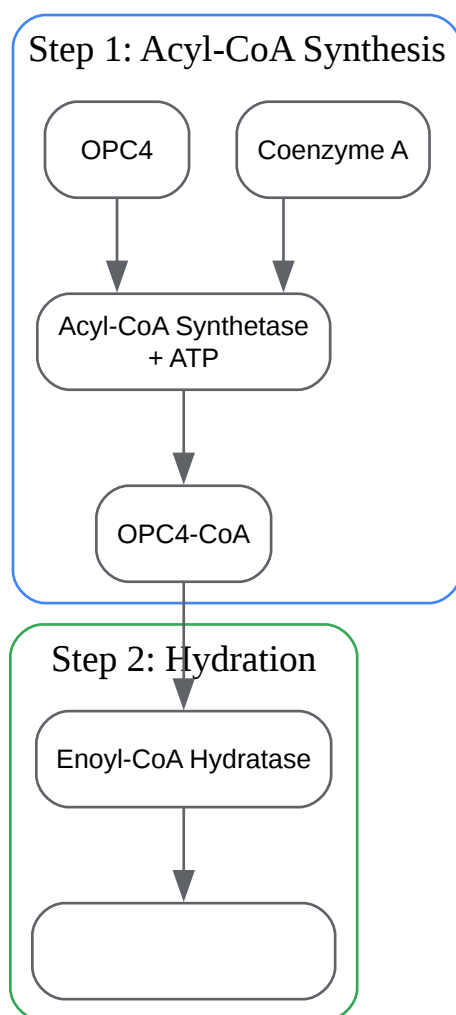 Step 1: Acyl-CoA Synthesis
OPC4
Coenzyme A
Acyl-CoA Synthetase
+ ATP
OPC4-CoA
Step 2: Hydration
Enoyl-CoA Hydratase